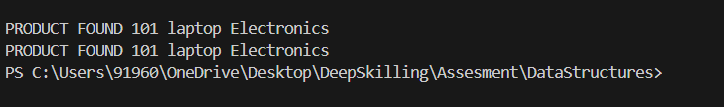 PRODUCT FOUND 101 laptop Electronics
PRODUCT FOUND 101 laptop Electronics
PS C:\Users\91960\OneDrive\Desktop\DeepSkilling\Assesment\DataStructures>